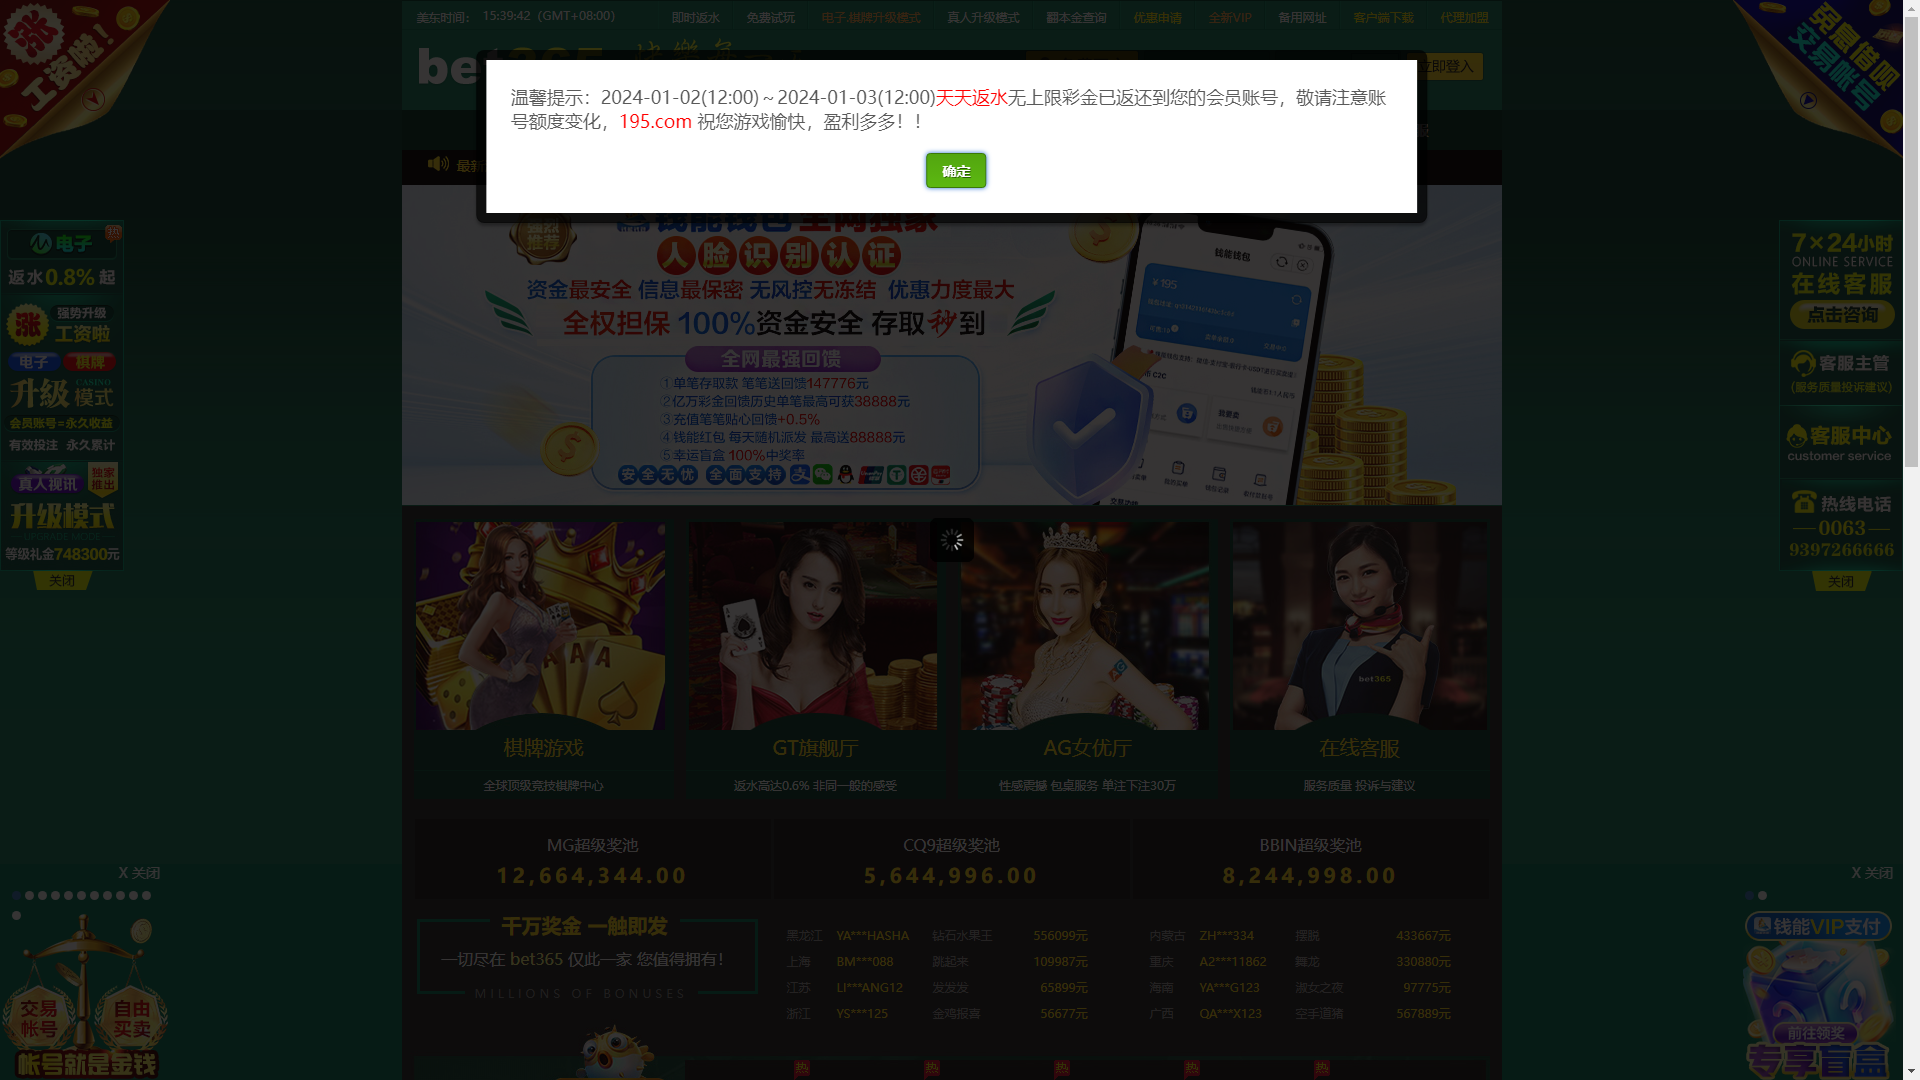 美东时间：
15:39:42（GMT+08:00）
即时返水
免费试玩
电子.棋牌升级模式
真人升级模式
翻本金查询
优惠申请
全新VIP
备用网址
客户端下载
代理加盟
涨
工资啦！
免息借呗
交易帐号
立即登入
温馨提示：2024-01-02(12:00) ~ 2024-01-03(12:00)天天返水无上限彩金已返还到您的会员账号，敬请注意账
号额度变化，195.com 祝您游戏愉快，盈利多多！！
确定
最新
强烈
推荐
人脸识别认证
资金最安全 信息最保密 无风控无冻结 优惠力度最大
全权担保 100%资金安全 存取秒到
全网最强回馈
①单笔存取款 笔笔送回馈147776元
②亿万彩金回馈历史单笔最高可获38888元
③充值笔笔贴心回馈+0.5%
④钱能红包 每天随机派发 最高送88888元
⑤幸运盲盒 100%中奖率
安全无忧 全面支持
钱能钱包
¥195
热
电子
返水0.8%起
涨
强势升级
工资啦
电子
棋牌
升级模式
CASINO
会员账号=永久收益
有效投注 永久累计
真人视讯
独家
推出
升级模式
UPGRADE MODE
等级礼金748300元
关闭
7×24小时
ONLINE SERVICE
在线客服
点击咨询
客服主管
(服务质量投诉建议)
客服中心
customer service
热线电话
0063
9397266666
关闭
bet365
棋牌游戏
GT旗舰厅
AG女优厅
在线客服
全球顶级竞技棋牌中心
返水高达0.6% 非同一般的感受
性感震撼 包桌服务 单注下注30万
服务质量 投诉与建议
MG超级奖池
CQ9超级奖池
BBIN超级奖池
12,664,344.00
5,644,996.00
8,244,998.00
千万奖金 一触即发
一切尽在 bet365 仅此一家 您值得拥有！
MILLIONS OF BONUSES
黑龙江 YA***HASHA 钻石水果王 556099元
上海 BM***088 跳起来 109987元
江苏 LI***ANG12 发发发 65899元
浙江 YS***125 金鸡报喜 56677元
内蒙古 ZH***334 摆脱 433667元
重庆 A2***11862 舞龙 330880元
海南 YA***G123 淑女之夜 97775元
广西 QA***X123 空手道猪 567889元
热
热
热
热
热
X 关闭
交易
帐号
自由
买卖
帐号就是金钱
X 关闭
钱能VIP支付
前往领奖
专享盲盒